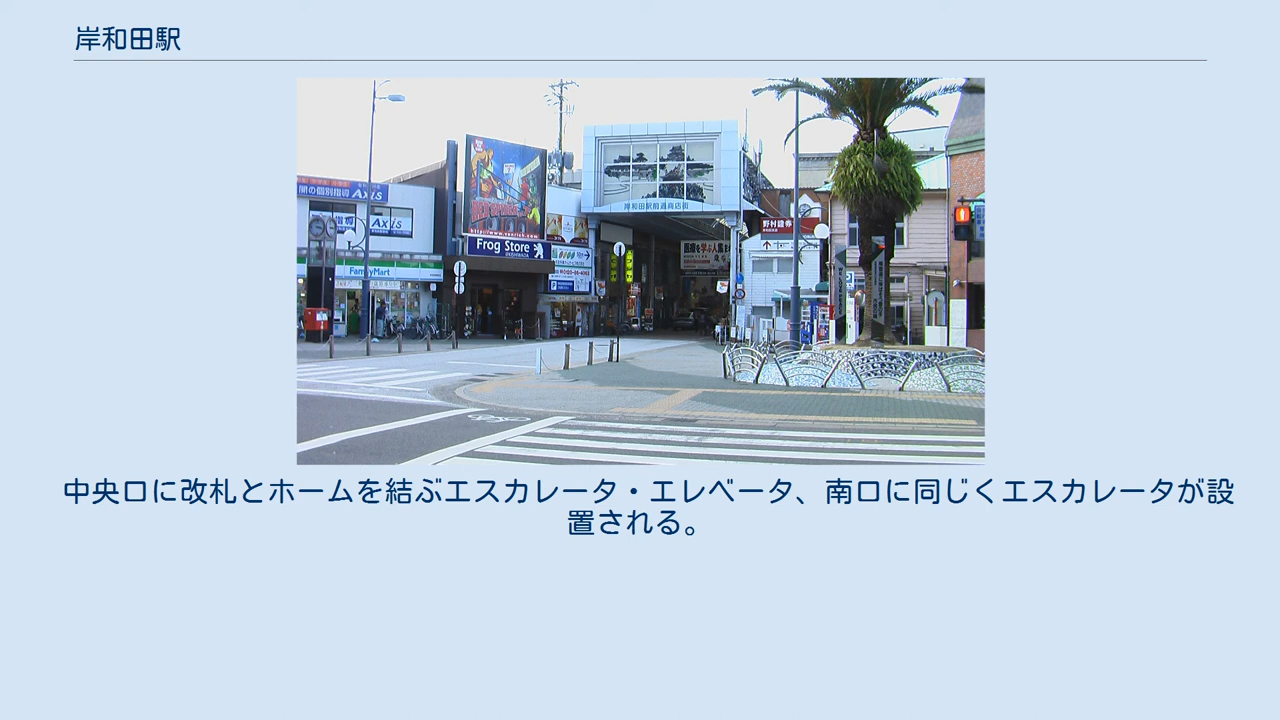 岸和田駅
Axis
Axis
FamilyMart
Frog Store
KISHIWADA
岸和田駅前通商店街
野村證券
中央口に改札とホームを結ぶエスカレータ・エレベータ、南口に同じくエスカレータが設
置される。